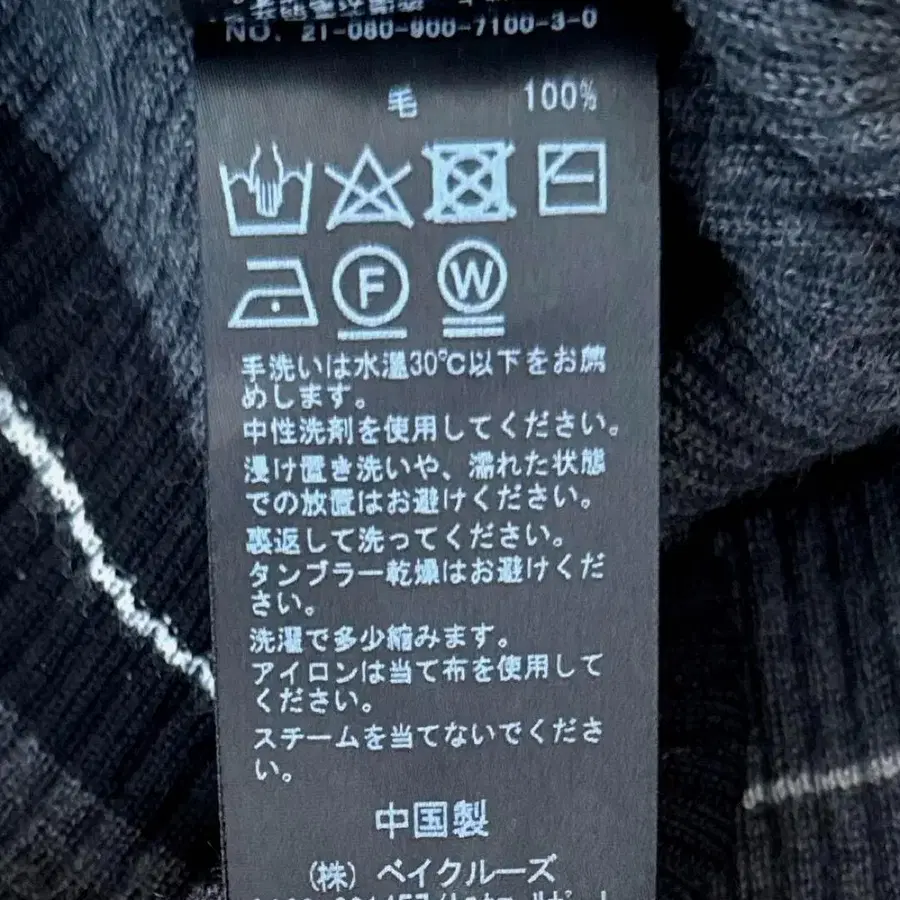 NO. 21-080-900-7100-3-0
毛 100%
F W
手洗いは水温30℃以下をお薦
めします。
中性洗剤を使用してください。
浸け置き洗いや、濡れた状態
での放置はお避けください。
裏返して洗ってください。
タンブラー乾燥はお避けくだ
さい。
洗濯で多少縮みます。
アイロンは当て布を使用して
ください。
スチームを当てないでくださ
い。
中国製
(株) ベイクルーズ